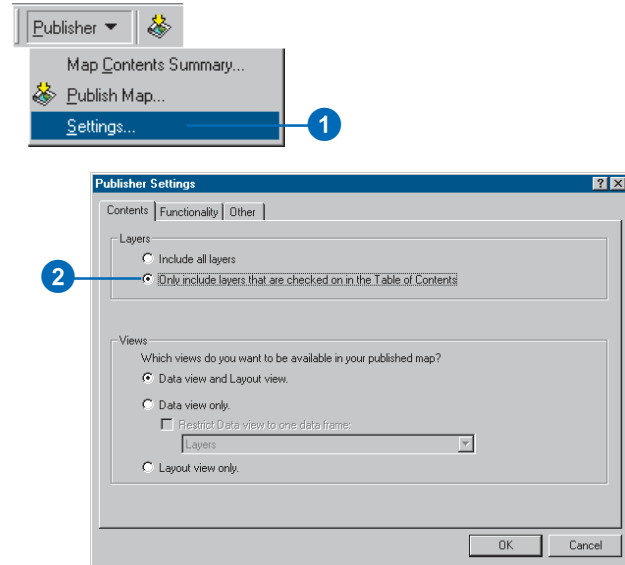 Publisher
Map Contents Summary...
Publish Map...
Settings...
1
Publisher Settings
Contents
Functionality
Other
Layers
Include all layers
2
Only include layers that are checked on in the Table of Contents
Views
Which views do you want to be available in your published map?
Data view and Layout view.
Data view only.
Restrict Data view to one data frame:
Layers
Layout view only.
OK
Cancel